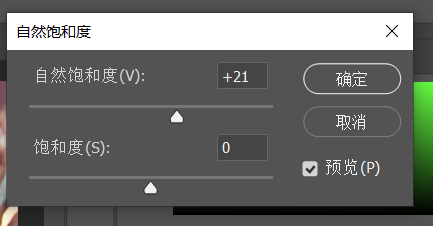 自然饱和度
自然饱和度(V): +21
确定
取消
饱和度(S): 0
预览(P)